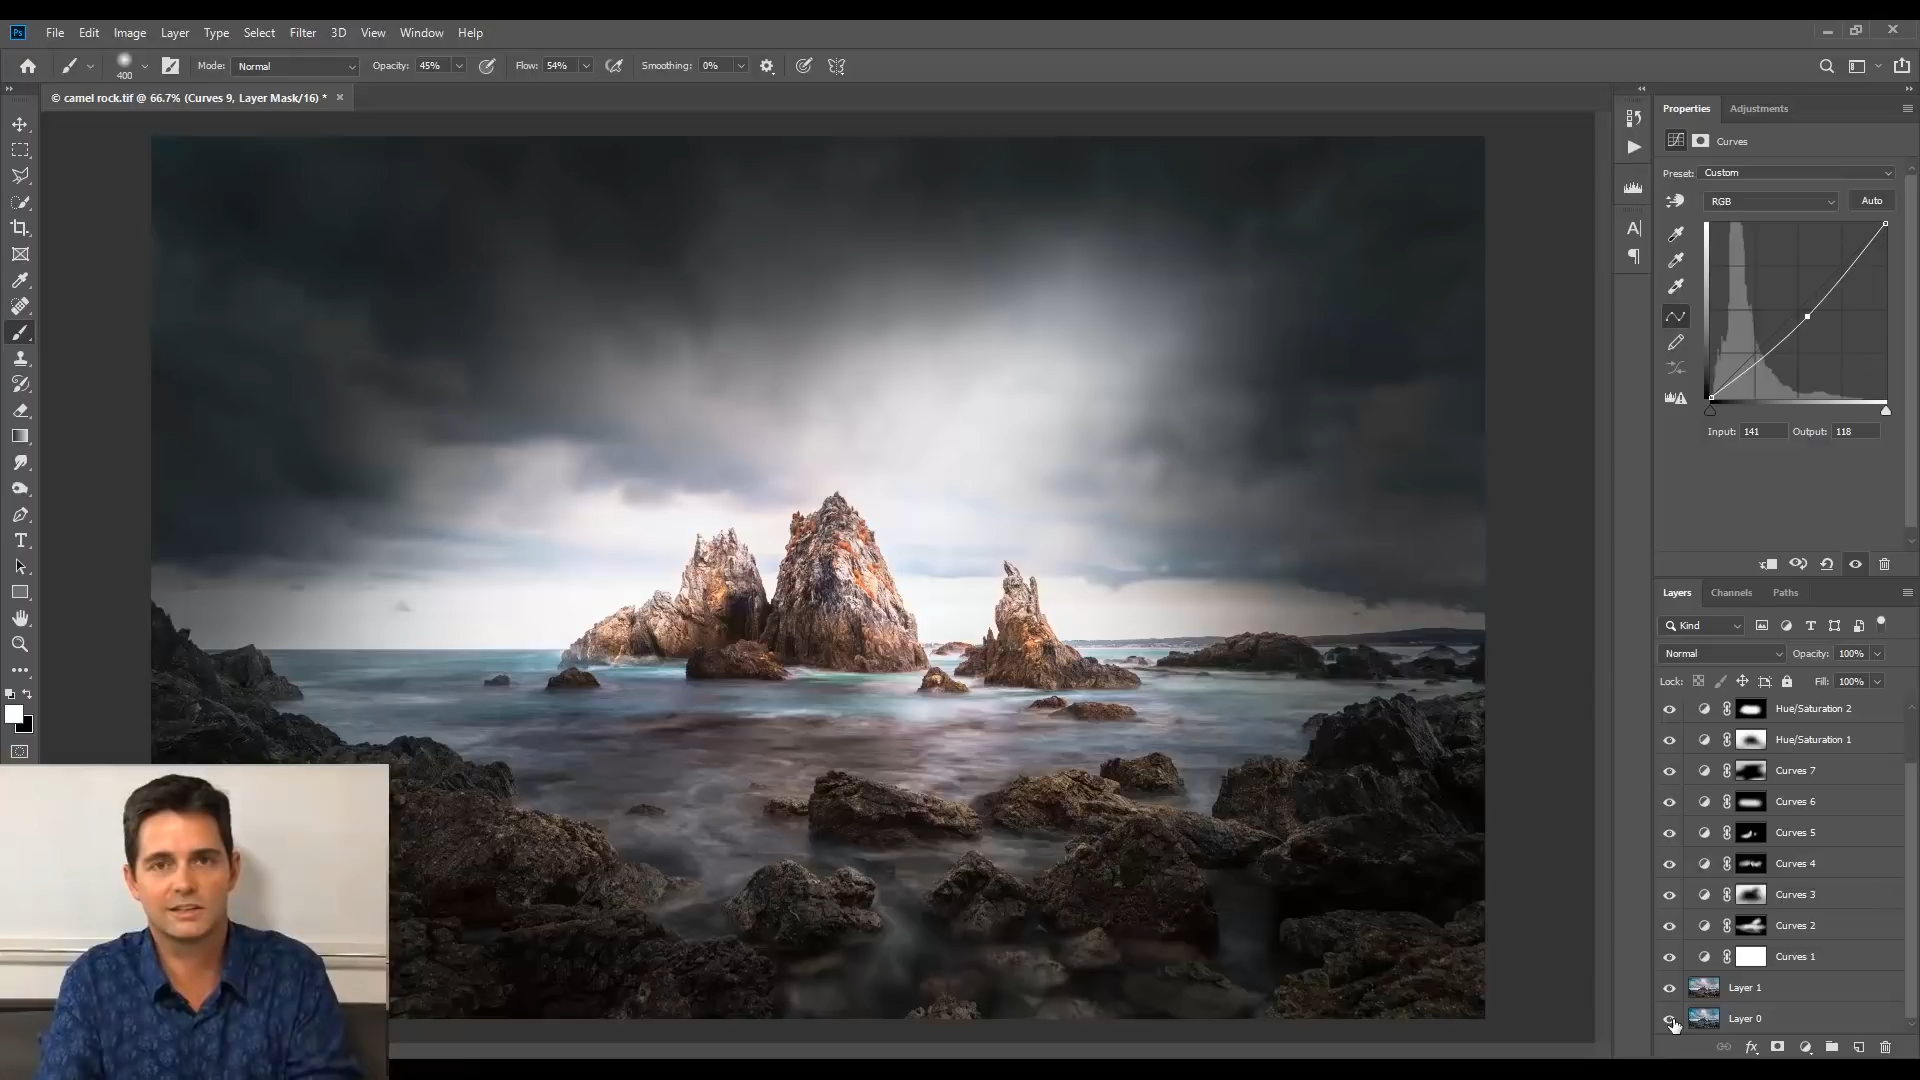 Ps File Edit Image Layer Type Select Filter 3D View Window Help
400 Mode: Normal Opacity: 45% Flow: 54% Smoothing: 0%
© camel rock.tif @ 66.7% (Curves 9, Layer Mask/16) *
Properties Adjustments
Curves
Preset: Custom
RGB Auto
Input: 141 Output: 118
Layers Channels Paths
Kind
Normal Opacity: 100%
Lock: Fill: 100%
Hue/Saturation 2
Hue/Saturation 1
Curves 7
Curves 6
Curves 5
Curves 4
Curves 3
Curves 2
Curves 1
Layer 1
Layer 0